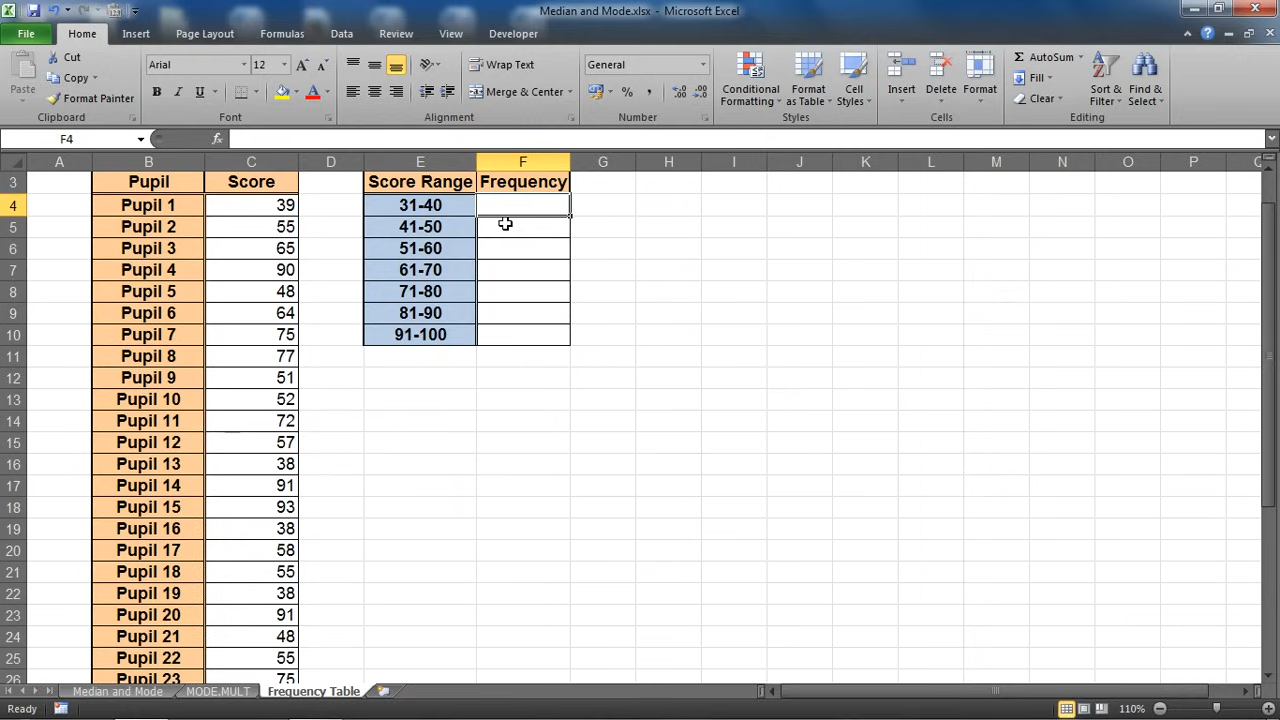 Median and Mode.xlsx - Microsoft Excel
File Home Insert Page Layout Formulas Data Review View Developer
Paste
Cut
Copy
Format Painter
Clipboard
Arial 12
B I U
Font
Wrap Text
Merge & Center
Alignment
General
Number
Conditional Formatting
Format as Table
Cell Styles
Styles
Insert Delete Format
Cells
AutoSum
Fill
Clear
Sort & Filter
Find & Select
Editing
F4 fx
A B C D E F G H I J K L M N O P
3 Pupil Score Score Range Frequency
4 Pupil 1 39 31-40
5 Pupil 2 55 41-50
6 Pupil 3 65 51-60
7 Pupil 4 90 61-70
8 Pupil 5 48 71-80
9 Pupil 6 64 81-90
10 Pupil 7 75 91-100
11 Pupil 8 77
12 Pupil 9 51
13 Pupil 10 52
14 Pupil 11 72
15 Pupil 12 57
16 Pupil 13 38
17 Pupil 14 91
18 Pupil 15 93
19 Pupil 16 38
20 Pupil 17 58
21 Pupil 18 55
22 Pupil 19 38
23 Pupil 20 91
24 Pupil 21 48
25 Pupil 22 55
26 Pupil 23 75
Median and Mode MODE.MULT Frequency Table
Ready 110%